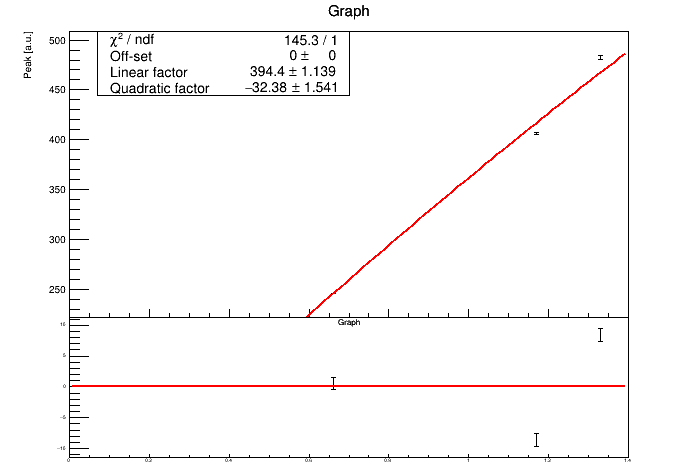 Graph
Peak [a.u.]
χ² / ndf 145.3 / 1
Off-set 0 ± 0
Linear factor 394.4 ± 1.139
Quadratic factor −32.38 ± 1.541
500
450
400
350
300
250
Graph
10
5
0
−5
−10
0 0.2 0.4 0.6 0.8 1 1.2 1.4